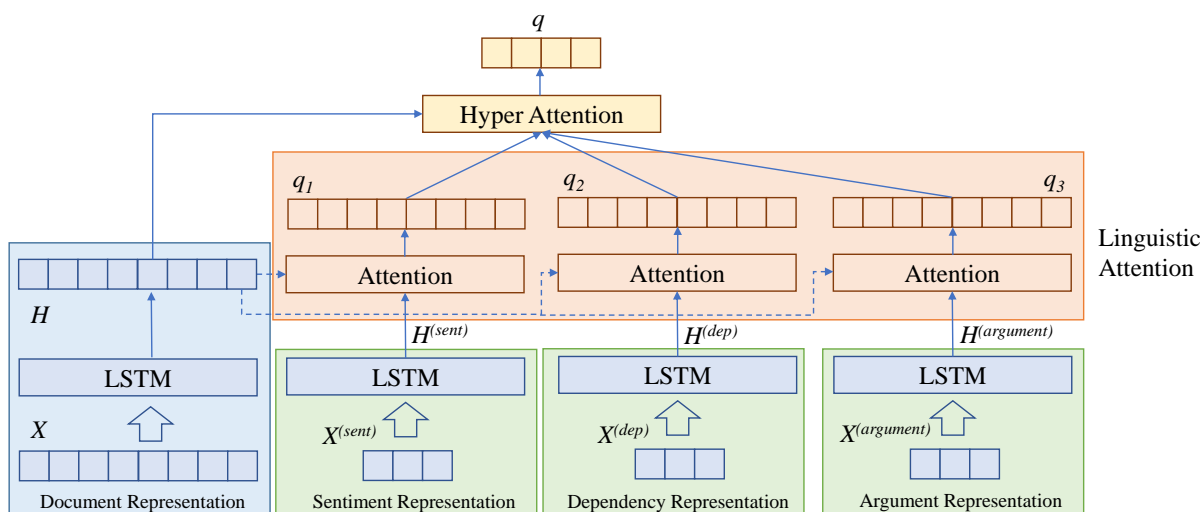 q
Hyper Attention
q₁
q₂
q₃
Linguistic
Attention
Attention
Attention
Attention
H
H(sent)
H(dep)
H(argument)
LSTM
LSTM
LSTM
LSTM
X
X(sent)
X(dep)
X(argument)
Document Representation
Sentiment Representation
Dependency Representation
Argument Representation